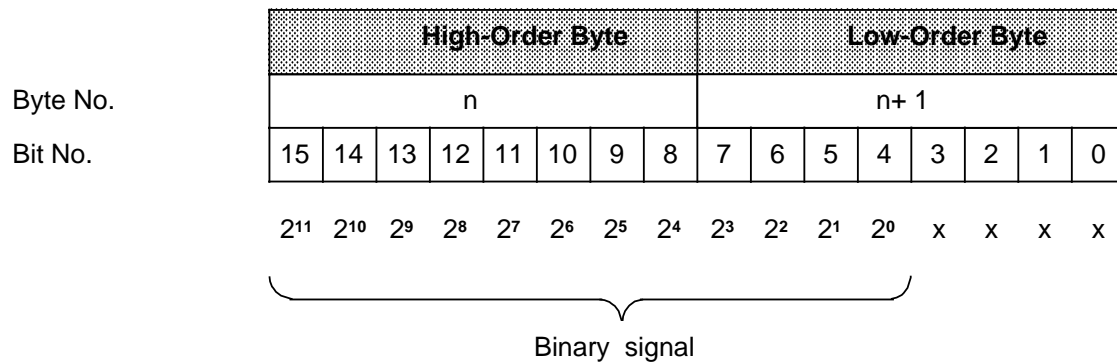 High-Order Byte Low-Order Byte
Byte No. n n+ 1
Bit No. 15 14 13 12 11 10 9 8 7 6 5 4 3 2 1 0
2¹¹ 2¹⁰ 2⁹ 2⁸ 2⁷ 2⁶ 2⁵ 2⁴ 2³ 2² 2¹ 2⁰ x x x x
Binary signal